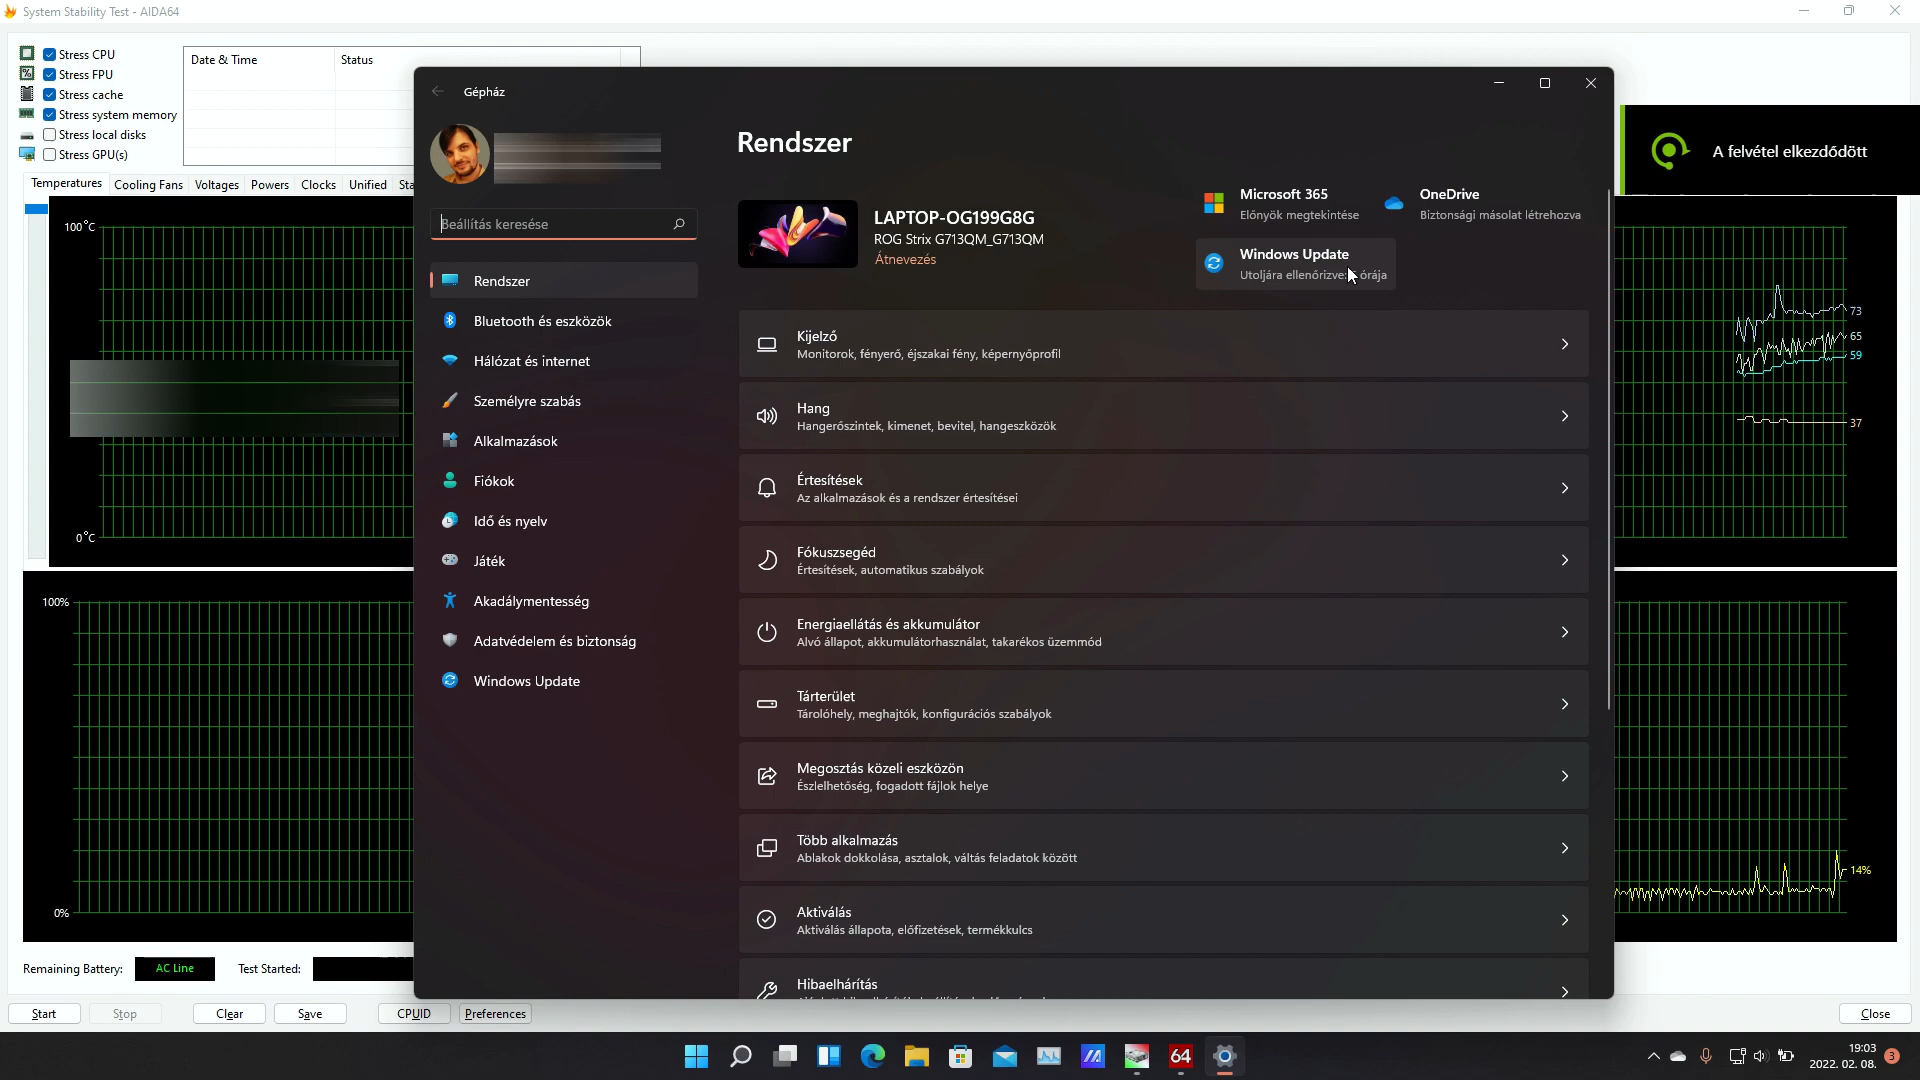 System Stability Test - AIDA64
Stress CPU
Stress FPU
Stress cache
Stress system memory
Stress local disks
Stress GPU(s)
Date & Time
Status
Temperatures
Cooling Fans
Voltages
Powers
Clocks
Unified
100°C
0°C
100%
0%
Gépház
Beállítás keresése
Rendszer
Bluetooth és eszközök
Hálózat és internet
Személyre szabás
Alkalmazások
Fiókok
Idő és nyelv
Játék
Akadálymentesség
Adatvédelem és biztonság
Windows Update
Rendszer
LAPTOP-OG199G8G
ROG Strix G713QM_G713QM
Átnevezés
Microsoft 365
Előnyök megtekintése
OneDrive
Biztonsági másolat létrehozva
Windows Update
Utoljára ellenőrizve: órája
Kijelző
Monitorok, fényerő, éjszakai fény, képernyőprofil
Hang
Hangerőszintek, kimenet, bevitel, hangeszközök
Értesítések
Az alkalmazások és a rendszer értesítései
Fókuszsegéd
Értesítések, automatikus szabályok
Energiaellátás és akkumulátor
Alvó állapot, akkumulátorhasználat, takarékos üzemmód
Tárterület
Tárolóhely, meghajtók, konfigurációs szabályok
Megosztás közeli eszközön
Észlelhetőség, fogadott fájlok helye
Több alkalmazás
Ablakok dokkolása, asztalok, váltás feladatok között
Aktiválás
Aktiválás állapota, előfizetések, termékkulcs
Hibaelhárítás
A felvétel elkezdődött
73
65
59
37
14%
Remaining Battery:
AC Line
Test Started:
Start
Stop
Clear
Save
CPUID
Preferences
Close
64
19:03
2022. 02. 08.
3